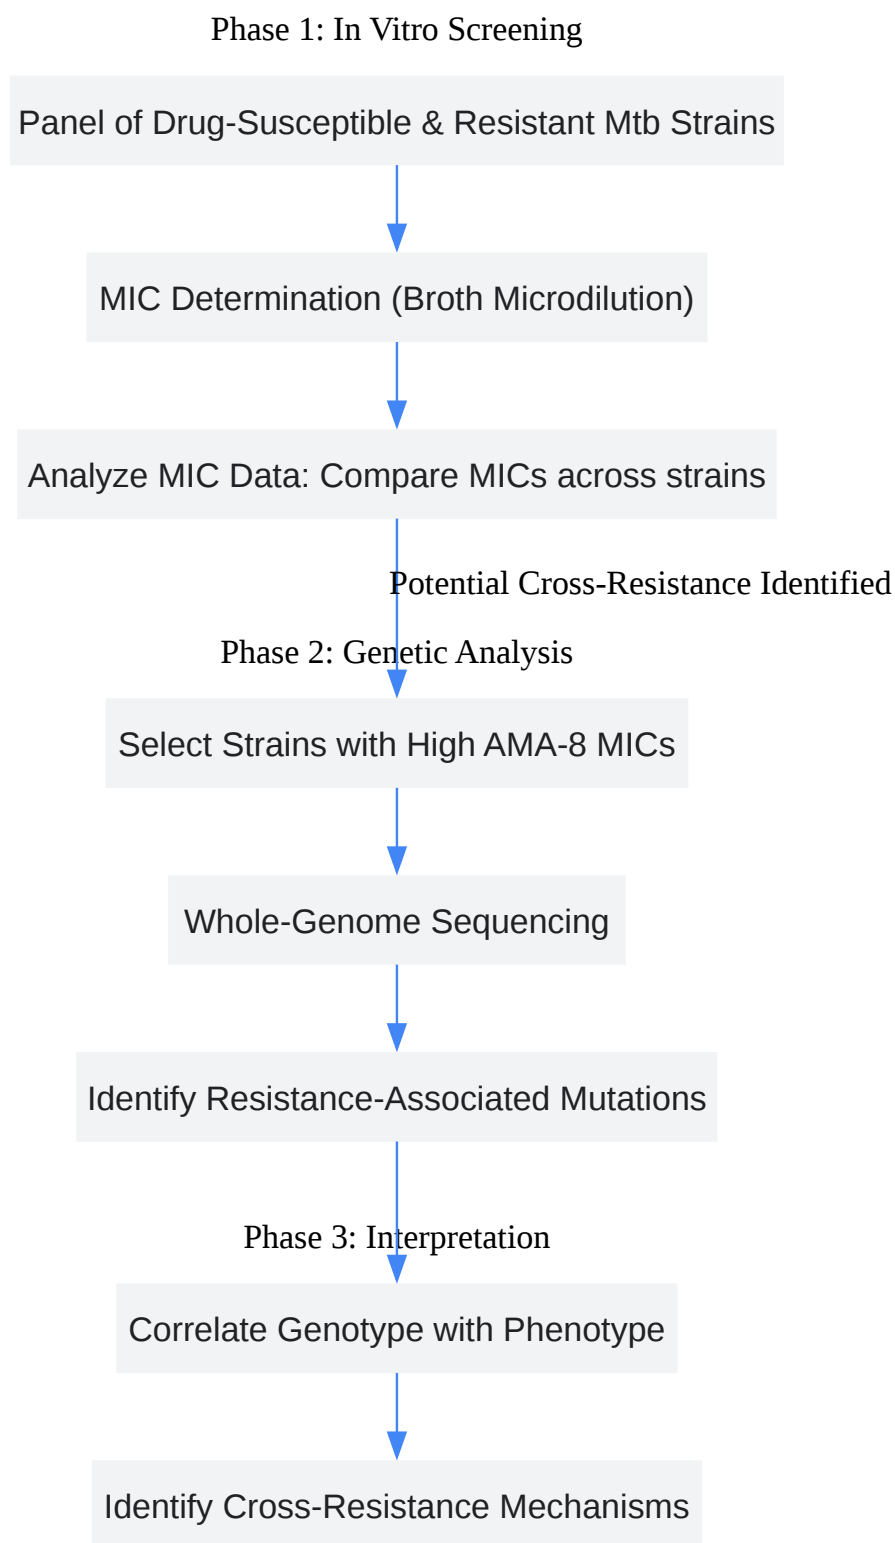 Phase 1: In Vitro Screening
Panel of Drug-Susceptible & Resistant Mtb Strains
MIC Determination (Broth Microdilution)
Analyze MIC Data: Compare MICs across strains
Potential Cross-Resistance Identified
Phase 2: Genetic Analysis
Select Strains with High AMA-8 MICs
Whole-Genome Sequencing
Identify Resistance-Associated Mutations
Phase 3: Interpretation
Correlate Genotype with Phenotype
Identify Cross-Resistance Mechanisms